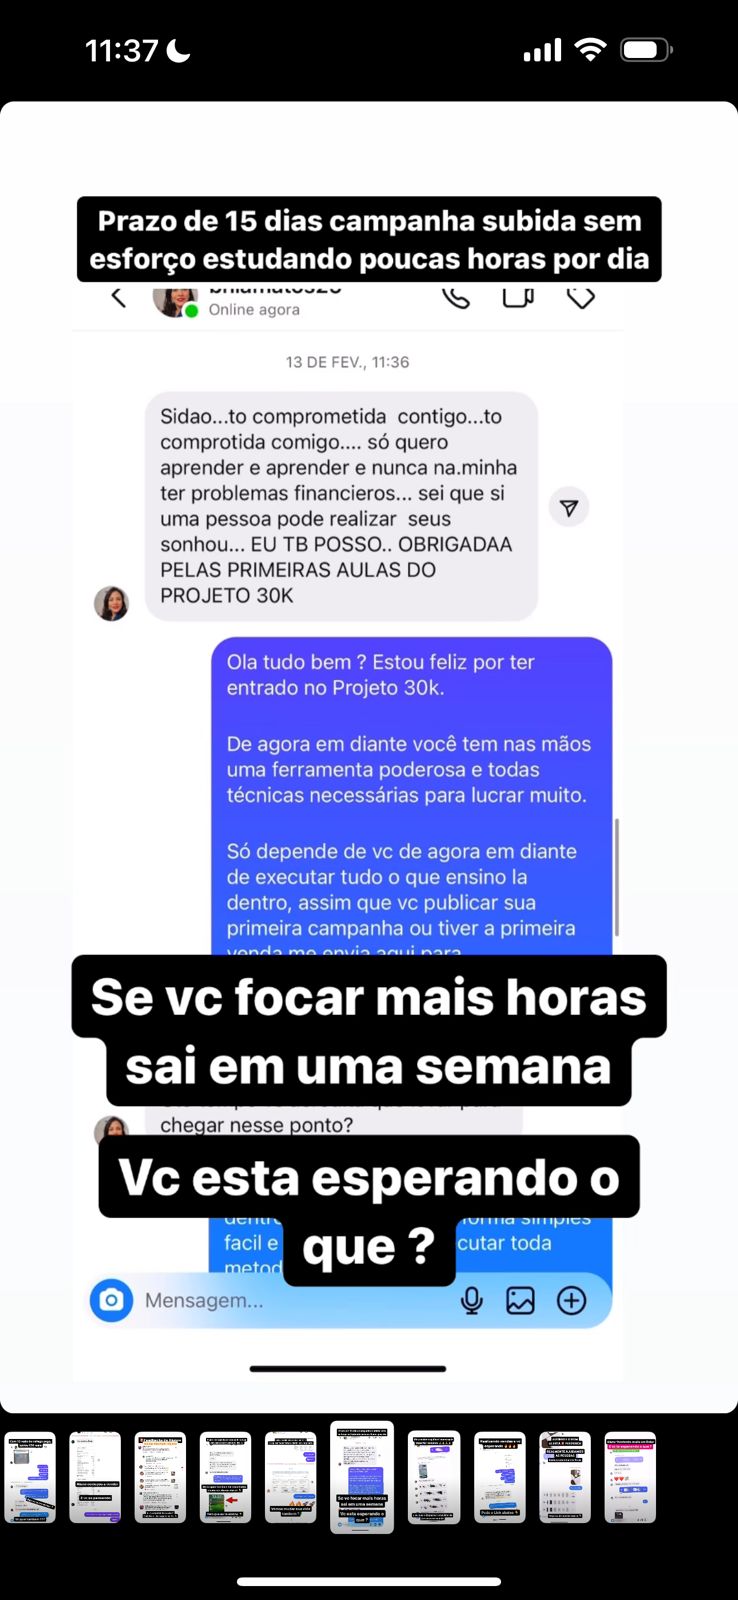 11:37
Prazo de 15 dias campanha subida sem
esforço estudando poucas horas por dia
Online agora
13 DE FEV., 11:36
Sidao...to comprometida contigo...to
comprotida comigo.... só quero
aprender e aprender e nunca na.minha
ter problemas financieros... sei que si
uma pessoa pode realizar seus
sonhou... EU TB POSSO.. OBRIGADAA
PELAS PRIMEIRAS AULAS DO
PROJETO 30K
Ola tudo bem ? Estou feliz por ter
entrado no Projeto 30k.
De agora em diante você tem nas mãos
uma ferramenta poderosa e todas
técnicas necessárias para lucrar muito.
Só depende de vc de agora em diante
de executar tudo o que ensino la
dentro, assim que vc publicar sua
primeira campanha ou tiver a primeira
venda me envia aqui para
Se vc focar mais horas
sai em uma semana
chegar nesse ponto?
Vc esta esperando o
que ?
forma simples
facil e
cutar toda
metod
Mensagem...